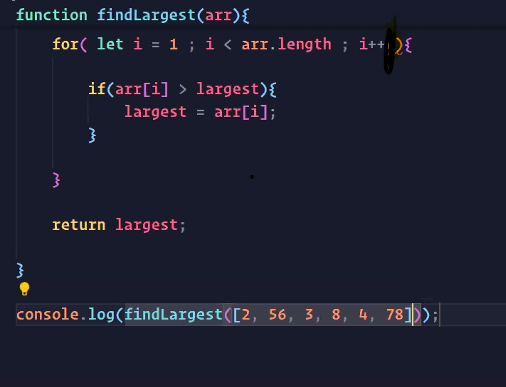 function findLargest(arr){
for( let i = 1 ; i < arr.length ; i++ ){
if(arr[i] > largest){
largest = arr[i];
}
}
return largest;
}
console.log(findLargest([2, 56, 3, 8, 4, 78]));